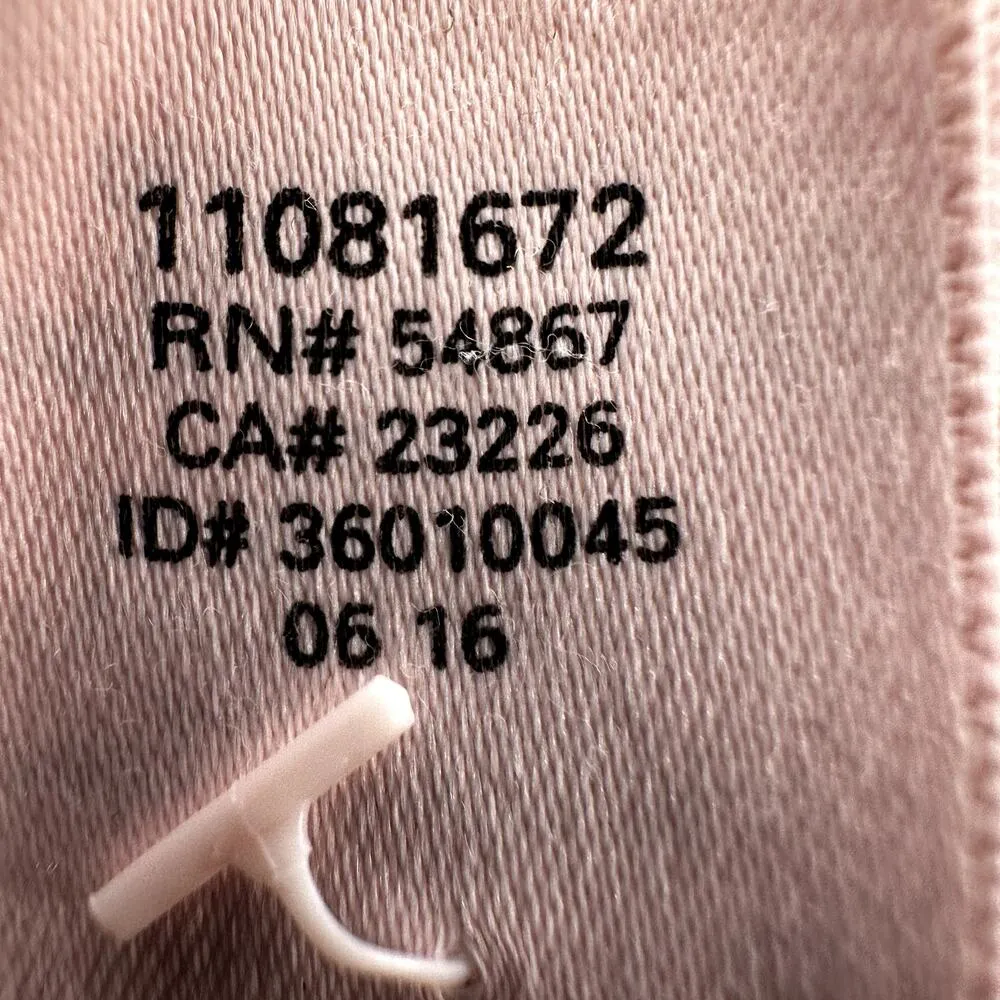 11081672
RN# 54867
CA# 23226
ID# 36010045
06 16